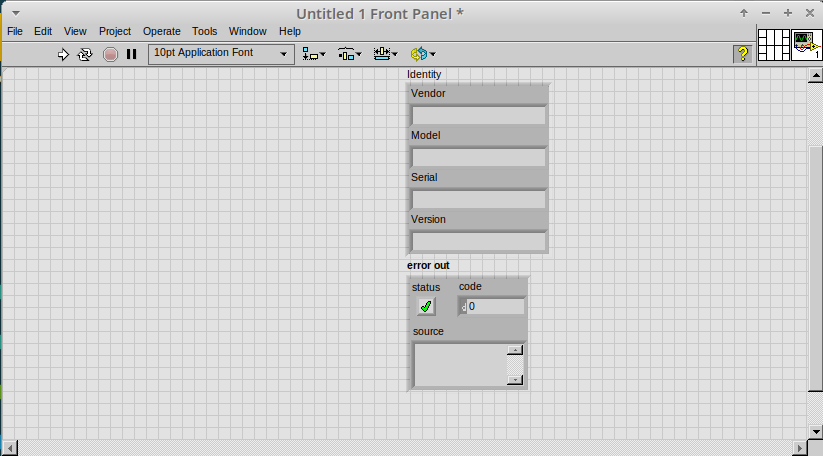 Untitled 1 Front Panel *
File Edit View Project Operate Tools Window Help
10pt Application Font
?
1
Identity
Vendor
Model
Serial
Version
error out
status code
0
source